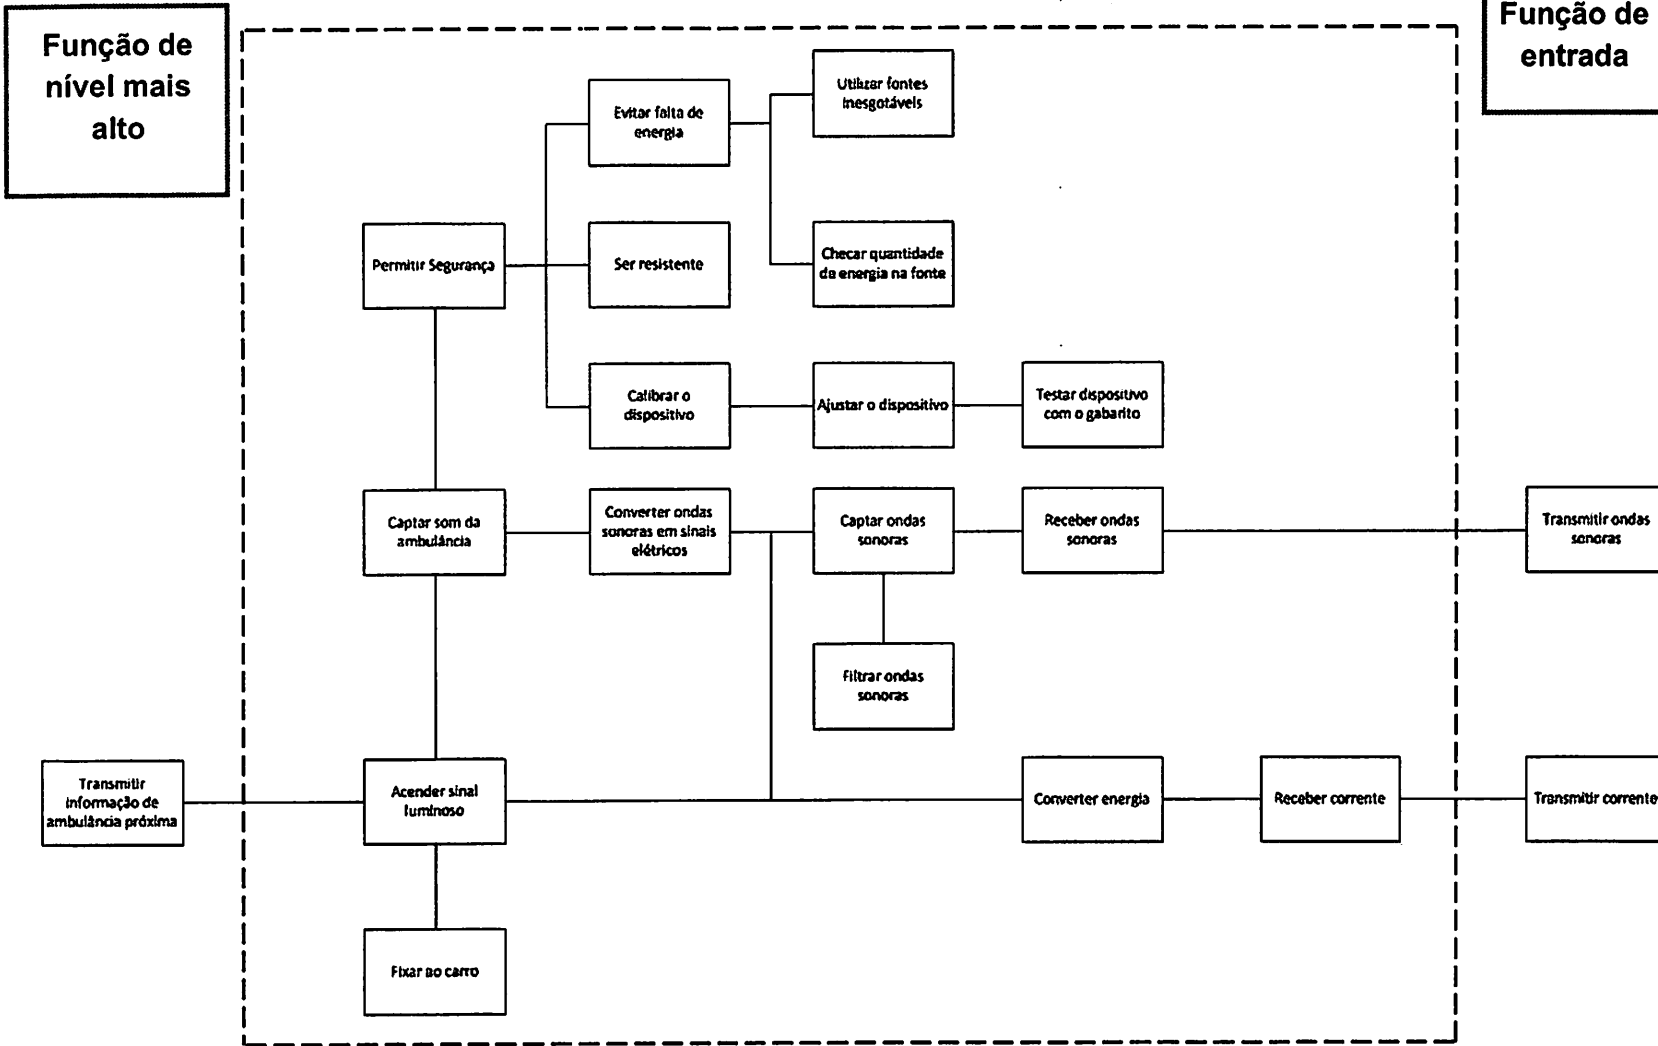 Função de
nível mais
alto
Função de
entrada
Utilizar fontes
inesgotáveis
Evitar falta de
energia
Permitir Segurança
Ser resistente
Checar quantidade
de energia na fonte
Calibrar o
dispositivo
Ajustar o dispositivo
Testar dispositivo
com o gabarito
Captar som da
ambulância
Converter ondas
sonoras em sinais
elétricos
Captar ondas
sonoras
Receber ondas
sonoras
Transmitir ondas
sonoras
Filtrar ondas
sonoras
Transmitir
informação de
ambulância próxima
Acender sinal
luminoso
Converter energia
Receber corrente
Transmitir corrente
Fixar ao carro